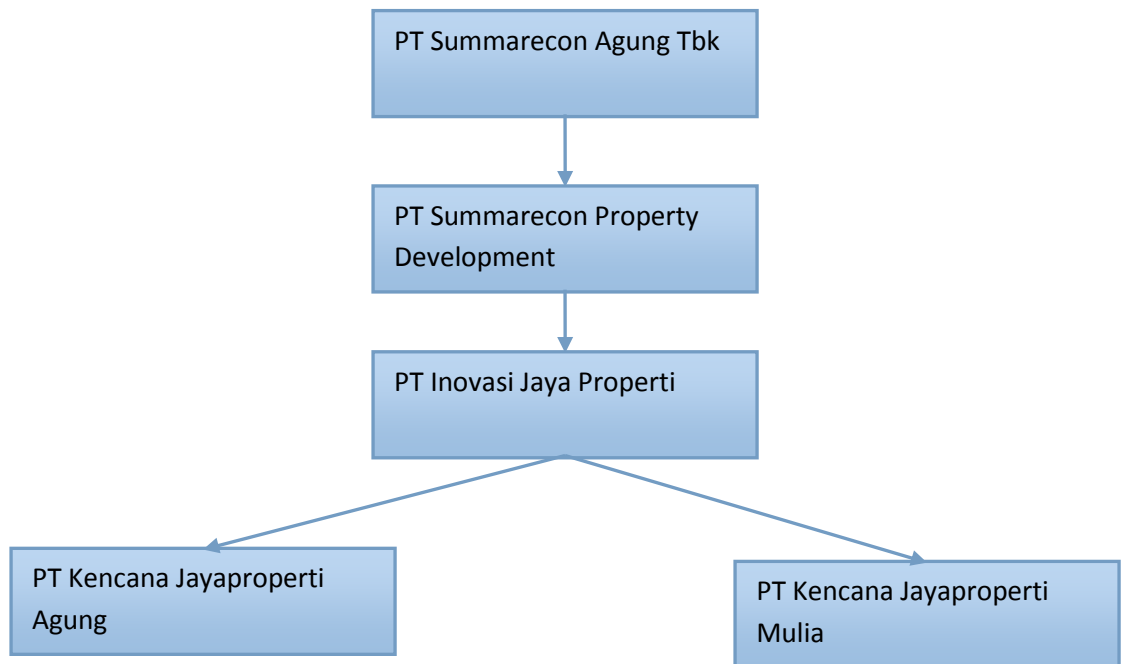 PT Summarecon Agung Tbk
PT Summarecon Property
Development
PT Inovasi Jaya Properti
PT Kencana Jayaproperti
Agung
PT Kencana Jayaproperti
Mulia